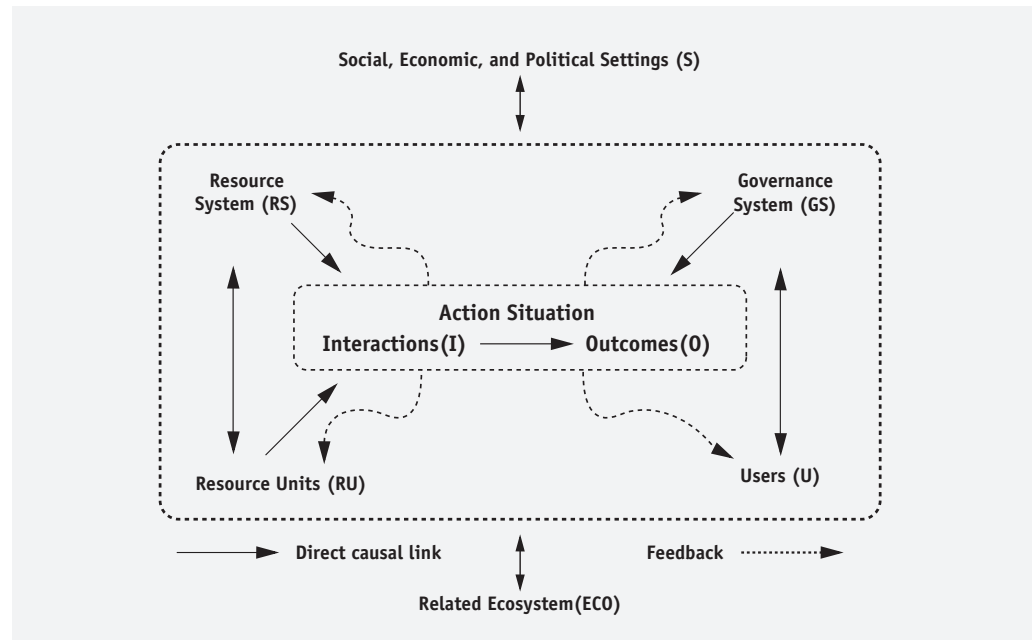 Social, Economic, and Political Settings (S)
Resource
System (RS)
Governance
System (GS)
Action Situation
Interactions(I)
Outcomes(O)
Resource Units (RU)
Users (U)
Direct causal link
Feedback
Related Ecosystem(ECO)